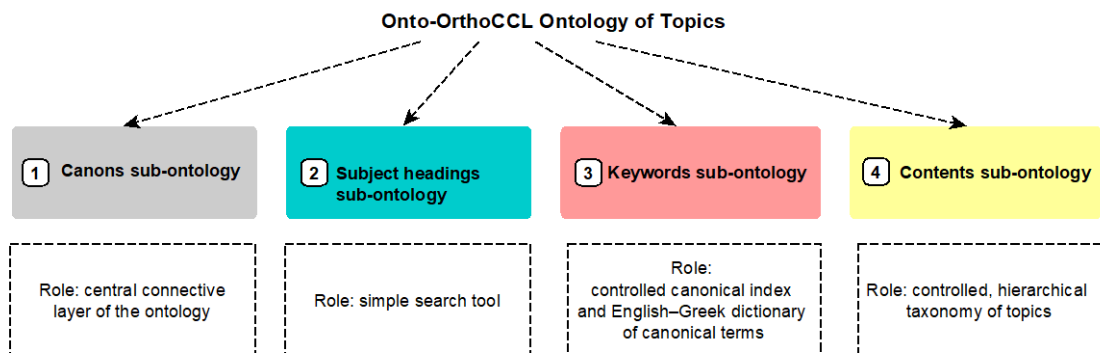 Onto-OrthoCCL Ontology of Topics
1
Canons sub-ontology
2
Subject headings
sub-ontology
3
Keywords sub-ontology
4
Contents sub-ontology
Role: central connective
layer of the ontology
Role: simple search tool
Role:
controlled canonical index
and English–Greek dictionary
of canonical terms
Role: controlled, hierarchical
taxonomy of topics